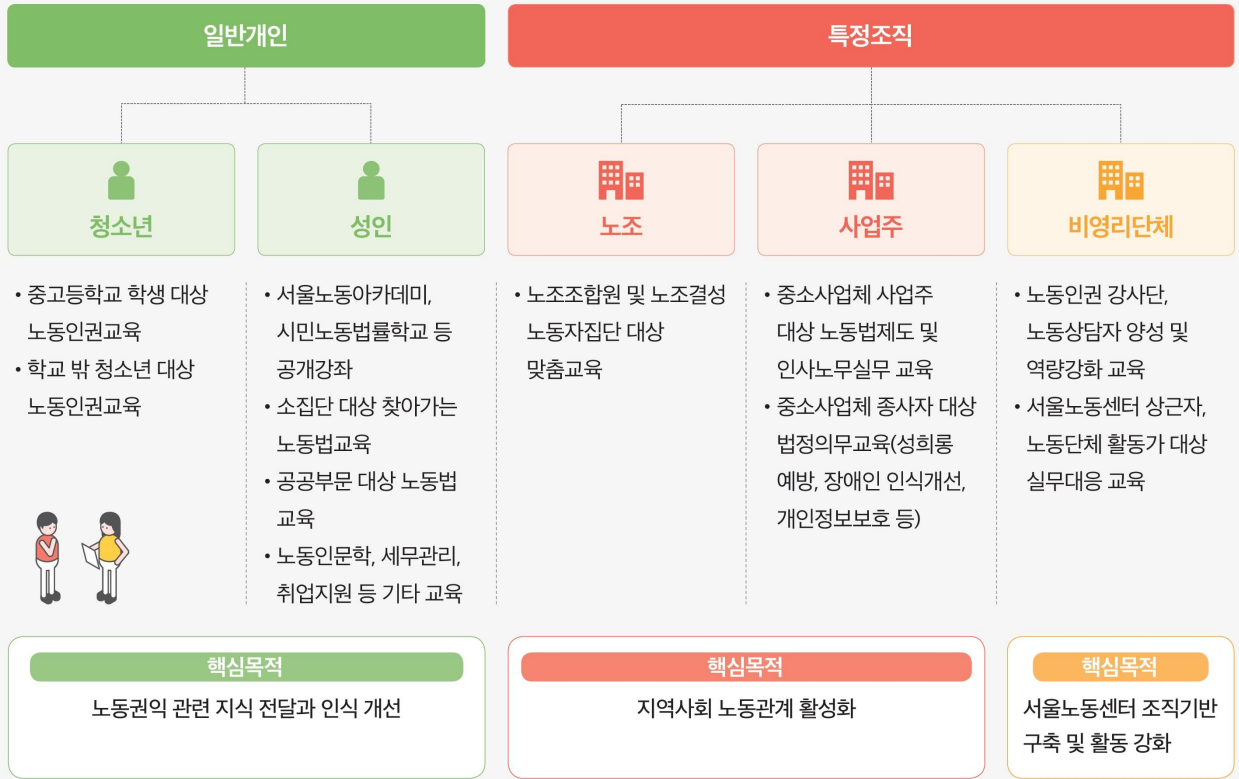 일반개인
특정조직
청소년
성인
노조
사업주
비영리단체
• 중고등학교 학생 대상
노동인권교육
• 학교 밖 청소년 대상
노동인권교육
• 서울노동아카데미,
시민노동법률학교 등
공개강좌
• 소집단 대상 찾아가는
노동법교육
• 공공부문 대상 노동법
교육
• 노동인문학, 세무관리,
취업지원 등 기타 교육
• 노조조합원 및 노조결성
노동자집단 대상
맞춤교육
• 중소사업체 사업주
대상 노동법제도 및
인사노무실무 교육
• 중소사업체 종사자 대상
법정의무교육(성희롱
예방, 장애인 인식개선,
개인정보보호 등)
• 노동인권 강사단,
노동상담자 양성 및
역량강화 교육
• 서울노동센터 상근자,
노동단체 활동가 대상
실무대응 교육
핵심목적
노동권익 관련 지식 전달과 인식 개선
핵심목적
지역사회 노동관계 활성화
핵심목적
서울노동센터 조직기반
구축 및 활동 강화